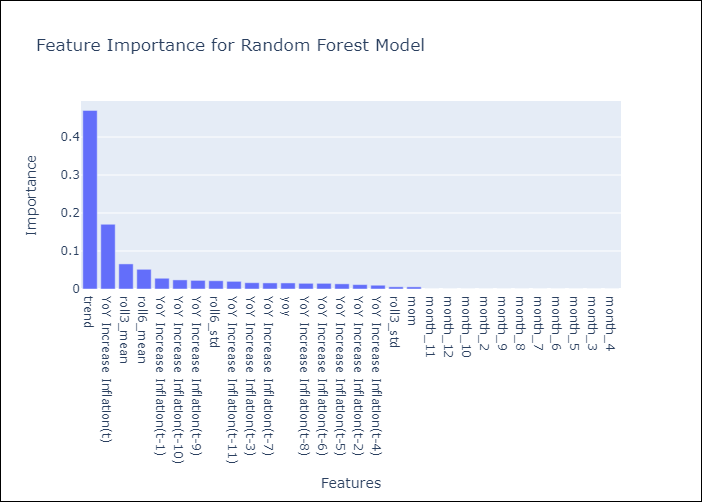 Feature Importance for Random Forest Model
Importance
0.4
0.3
0.2
0.1
0
trend
YoY Increase Inflation(t)
roll3_mean
roll6_mean
YoY Increase Inflation(t-1)
YoY Increase Inflation(t-10)
YoY Increase Inflation(t-9)
roll6_std
YoY Increase Inflation(t-11)
YoY Increase Inflation(t-3)
YoY Increase Inflation(t-7)
yoy
YoY Increase Inflation(t-8)
YoY Increase Inflation(t-6)
YoY Increase Inflation(t-5)
YoY Increase Inflation(t-2)
YoY Increase Inflation(t-4)
roll3_std
mom
month_11
month_12
month_10
month_2
month_9
month_8
month_7
month_6
month_5
month_3
month_4
Features